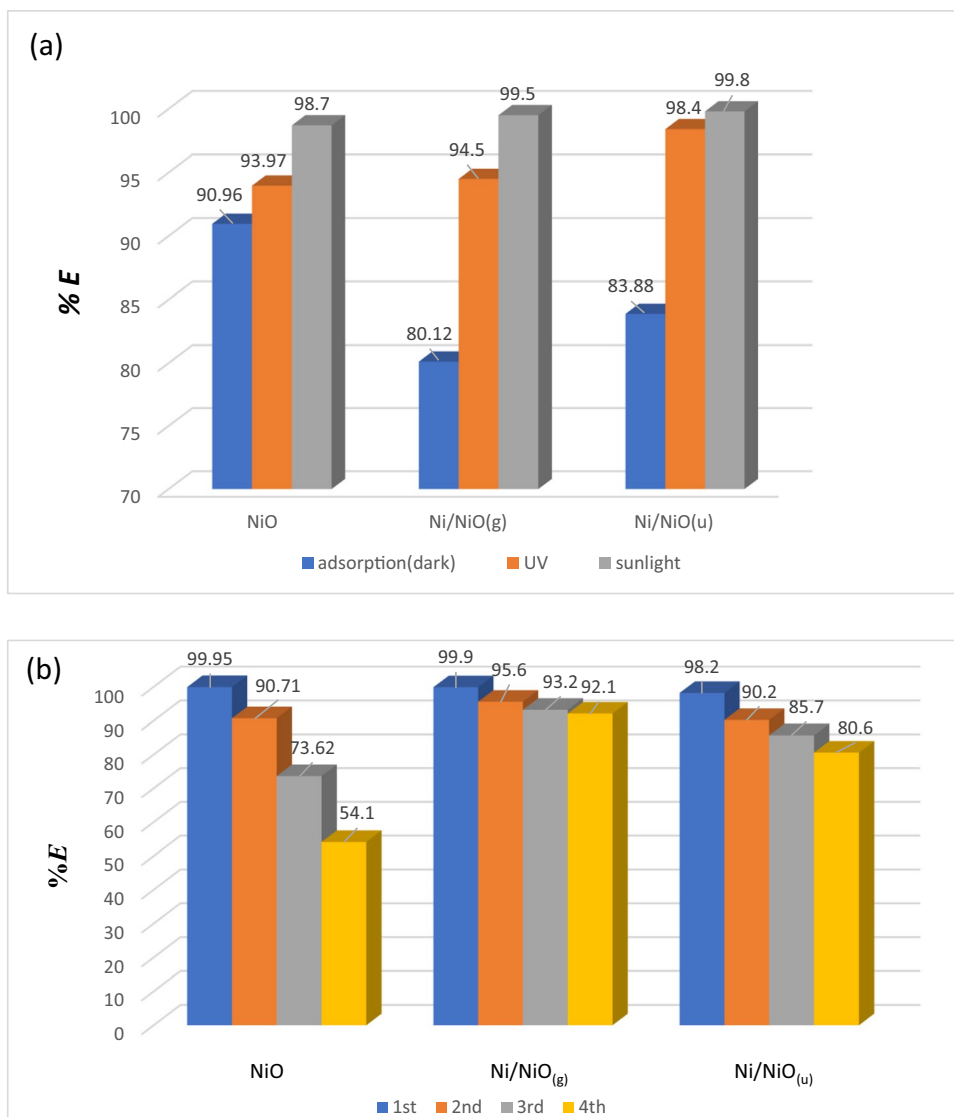 (a)
99.8
98.7
99.5
98.4
100
93.97
94.5
95
90.96
90
83.88
% E
85
80.12
80
75
70
NiO
Ni/NiO(g)
Ni/NiO(u)
adsorption(dark)
UV
sunlight
(b)
99.95
99.9
98.2
90.71
95.6
93.2
92.1
90.2
85.7
80.6
100
90
73.62
80
70
54.1
60
%E
50
40
30
20
10
0
NiO
Ni/NiO(g)
Ni/NiO(u)
1st
2nd
3rd
4th